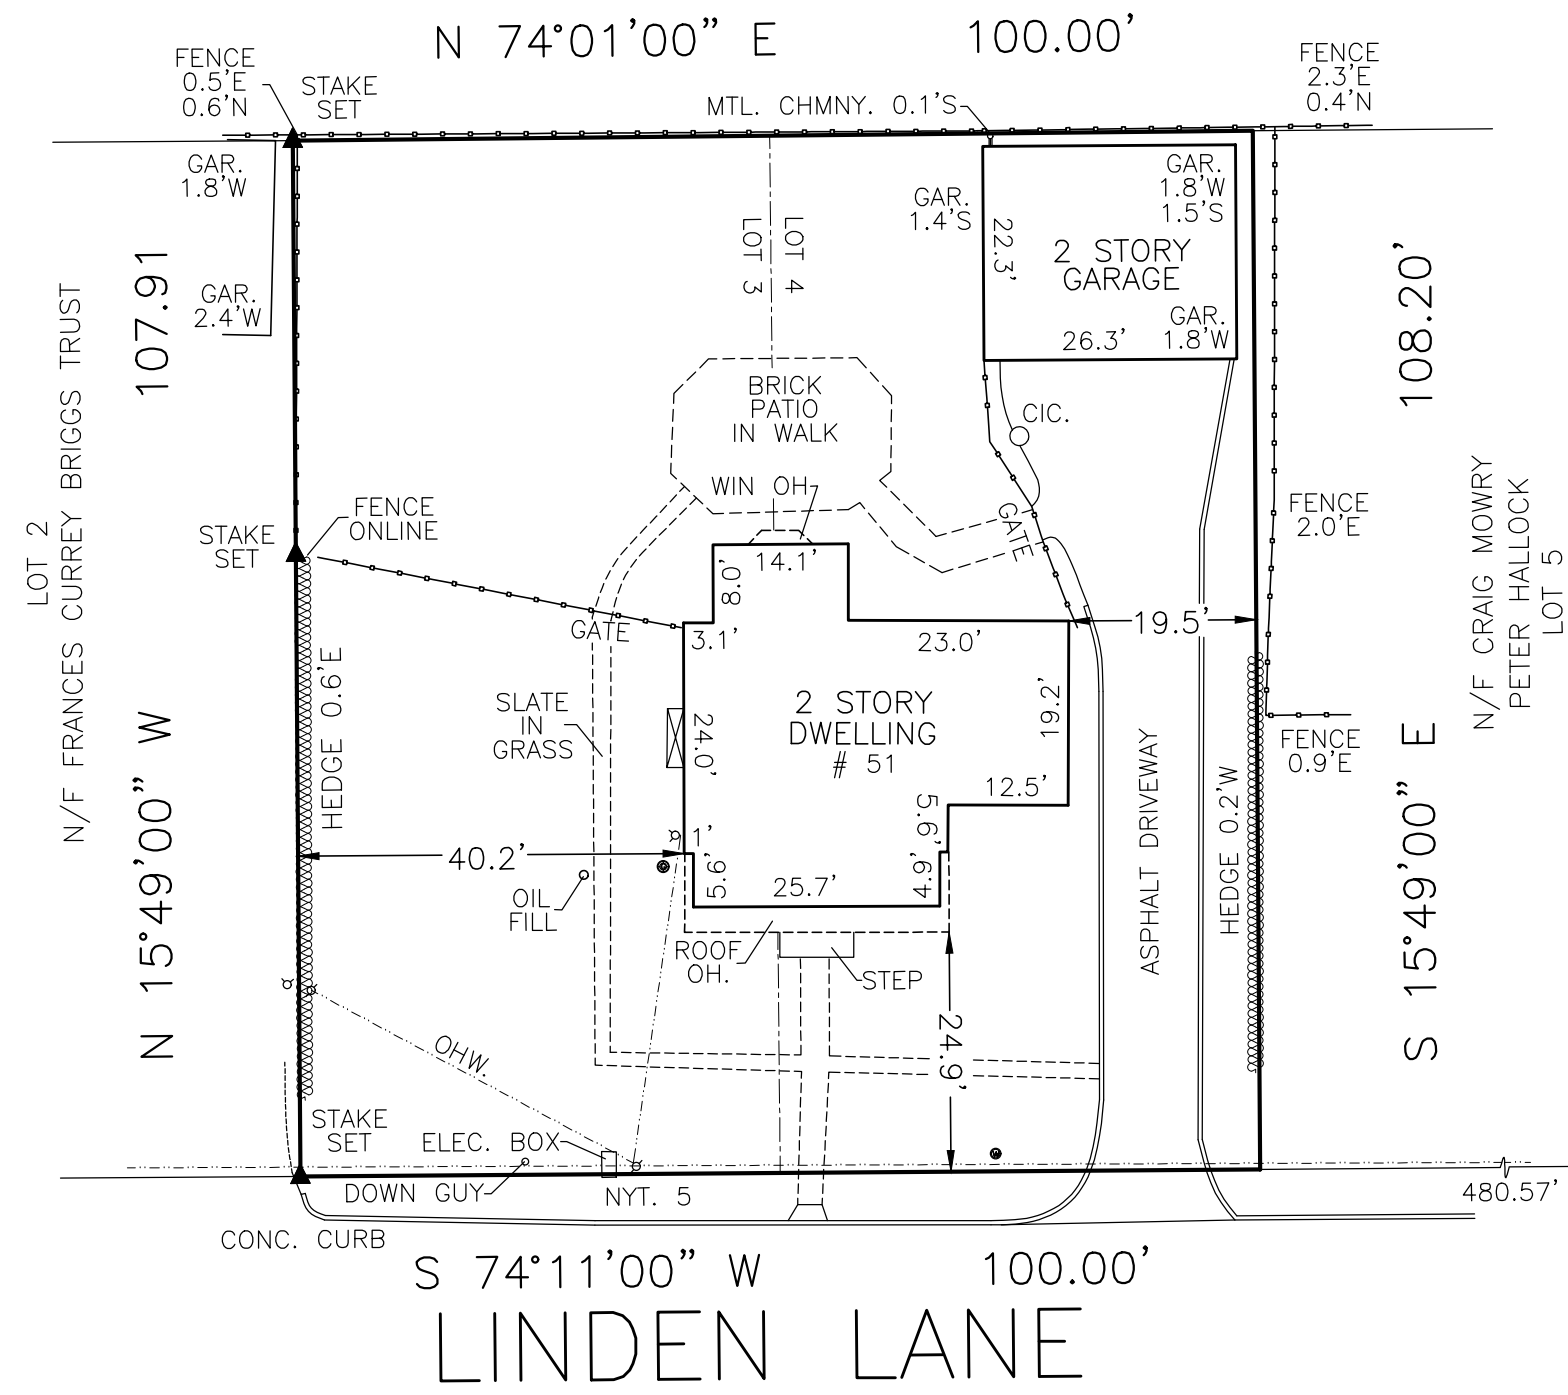 N 74°01'00" E 100.00'
FENCE
0.5'E
0.6'N
STAKE
SET
MTL. CHMNY. 0.1'S
FENCE
2.3'E
0.4'N
GAR.
1.8'W
GAR.
2.4'W
107.91
N 15°49'00" W
LOT 2
N/F FRANCES CURREY BRIGGS TRUST
LOT 3
LOT 4
GAR.
1.4'S
22.3'
GAR.
1.8'W
1.5'S
2 STORY
GARAGE
26.3'
GAR.
1.8'W
108.20'
S 15°49'00" E
N/F CRAIG MOWRY
PETER HALLOCK
LOT 5
BRICK
PATIO
IN WALK
CIC.
WIN OH
GATE
FENCE
ONLINE
STAKE
SET
FENCE
2.0'E
14.1'
8.0'
GATE
3.1'
23.0'
19.5'
HEDGE 0.6'E
SLATE
IN
GRASS
24.0'
2 STORY
DWELLING
# 51
19.2'
12.5'
5.6'
FENCE
0.9'E
ASPHALT DRIVEWAY
HEDGE 0.2'W
1'
40.2'
5.6'
25.7'
4.9'
OIL
FILL
ROOF
OH.
STEP
24.9'
OHW.
STAKE
SET
ELEC. BOX
W
DOWN GUY
NYT. 5
480.57'
CONC. CURB
S 74°11'00" W 100.00'
LINDEN LANE